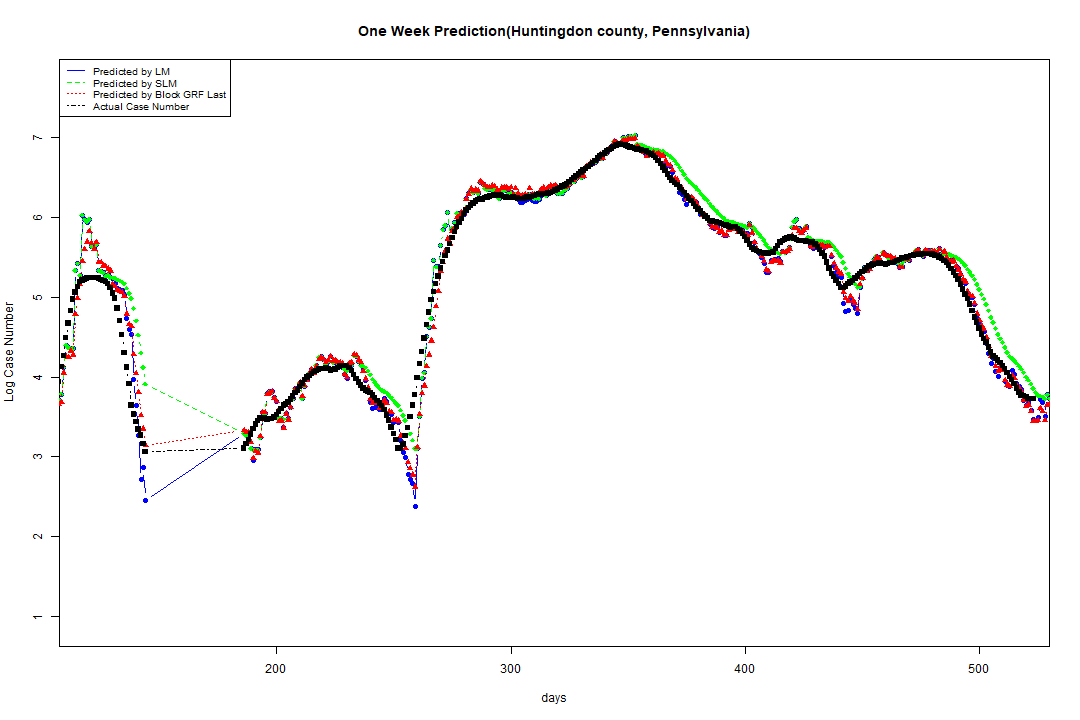 One Week Prediction(Huntingdon county, Pennsylvania)
Predicted by LM
Predicted by SLM
Predicted by Block GRF Last
Actual Case Number
Log Case Number
7
6
5
4
3
2
1
200 300 400 500
days